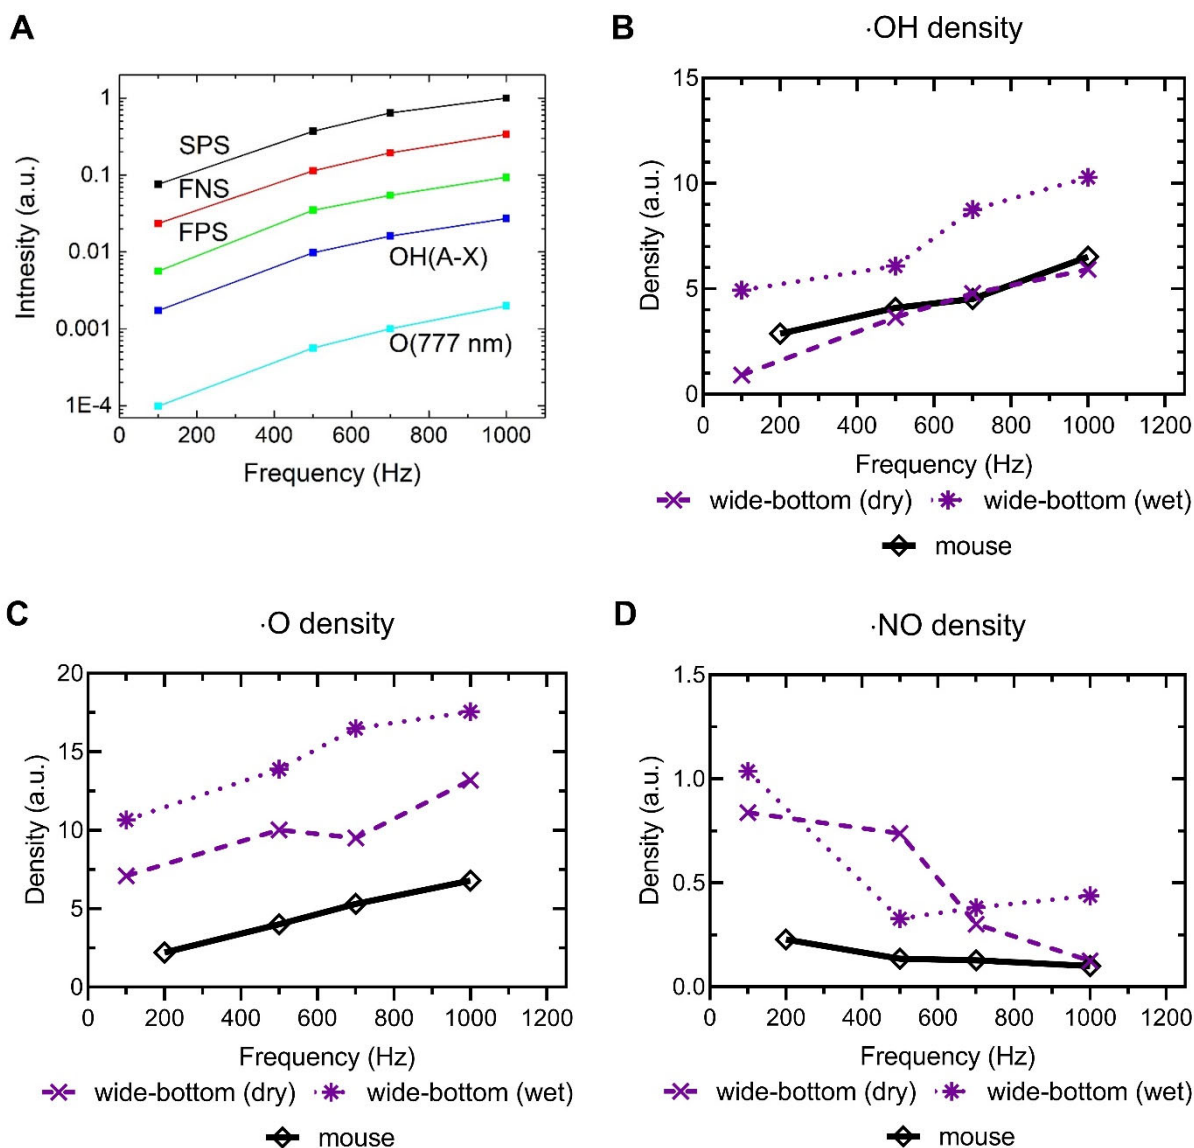 A
Intnesity (a.u.)
1
0.1
0.01
0.001
1E-4
SPS
FNS
FPS
OH(A-X)
O(777 nm)
0 200 400 600 800 1000
Frequency (Hz)
B
·OH density
Density (a.u.)
15
10
5
0
0 200 400 600 800 1000 1200
Frequency (Hz)
wide-bottom (dry) wide-bottom (wet)
mouse
C
·O density
Density (a.u.)
20
15
10
5
0
0 200 400 600 800 1000 1200
Frequency (Hz)
wide-bottom (dry) wide-bottom (wet)
mouse
D
·NO density
Density (a.u.)
1.5
1.0
0.5
0.0
0 200 400 600 800 1000 1200
Frequency (Hz)
wide-bottom (dry) wide-bottom (wet)
mouse